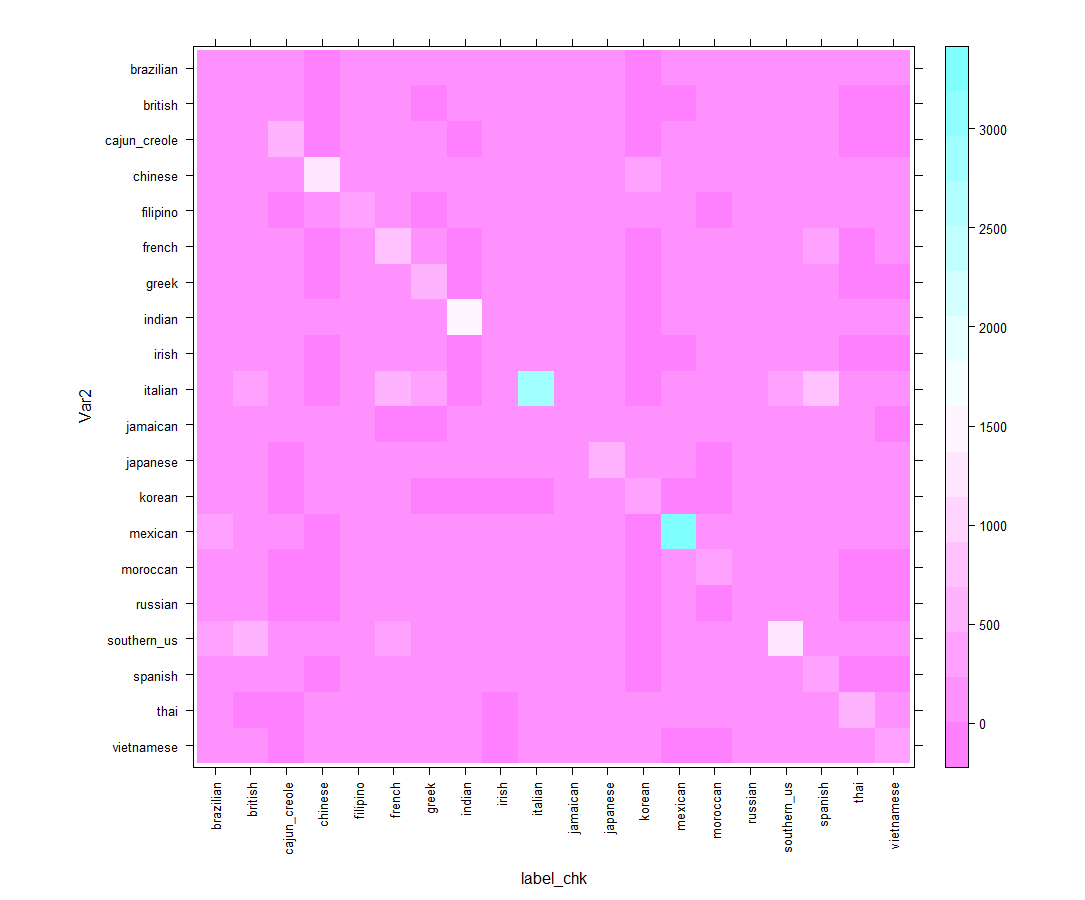 brazilian
british
cajun_creole
chinese
filipino
french
greek
indian
irish
italian
jamaican
japanese
korean
mexican
moroccan
russian
southern_us
spanish
thai
vietnamese
Var2
brazilian
british
cajun_creole
chinese
filipino
french
greek
indian
irish
italian
jamaican
japanese
korean
mexican
moroccan
russian
southern_us
spanish
thai
vietnamese
label_chk
3000
2500
2000
1500
1000
500
0